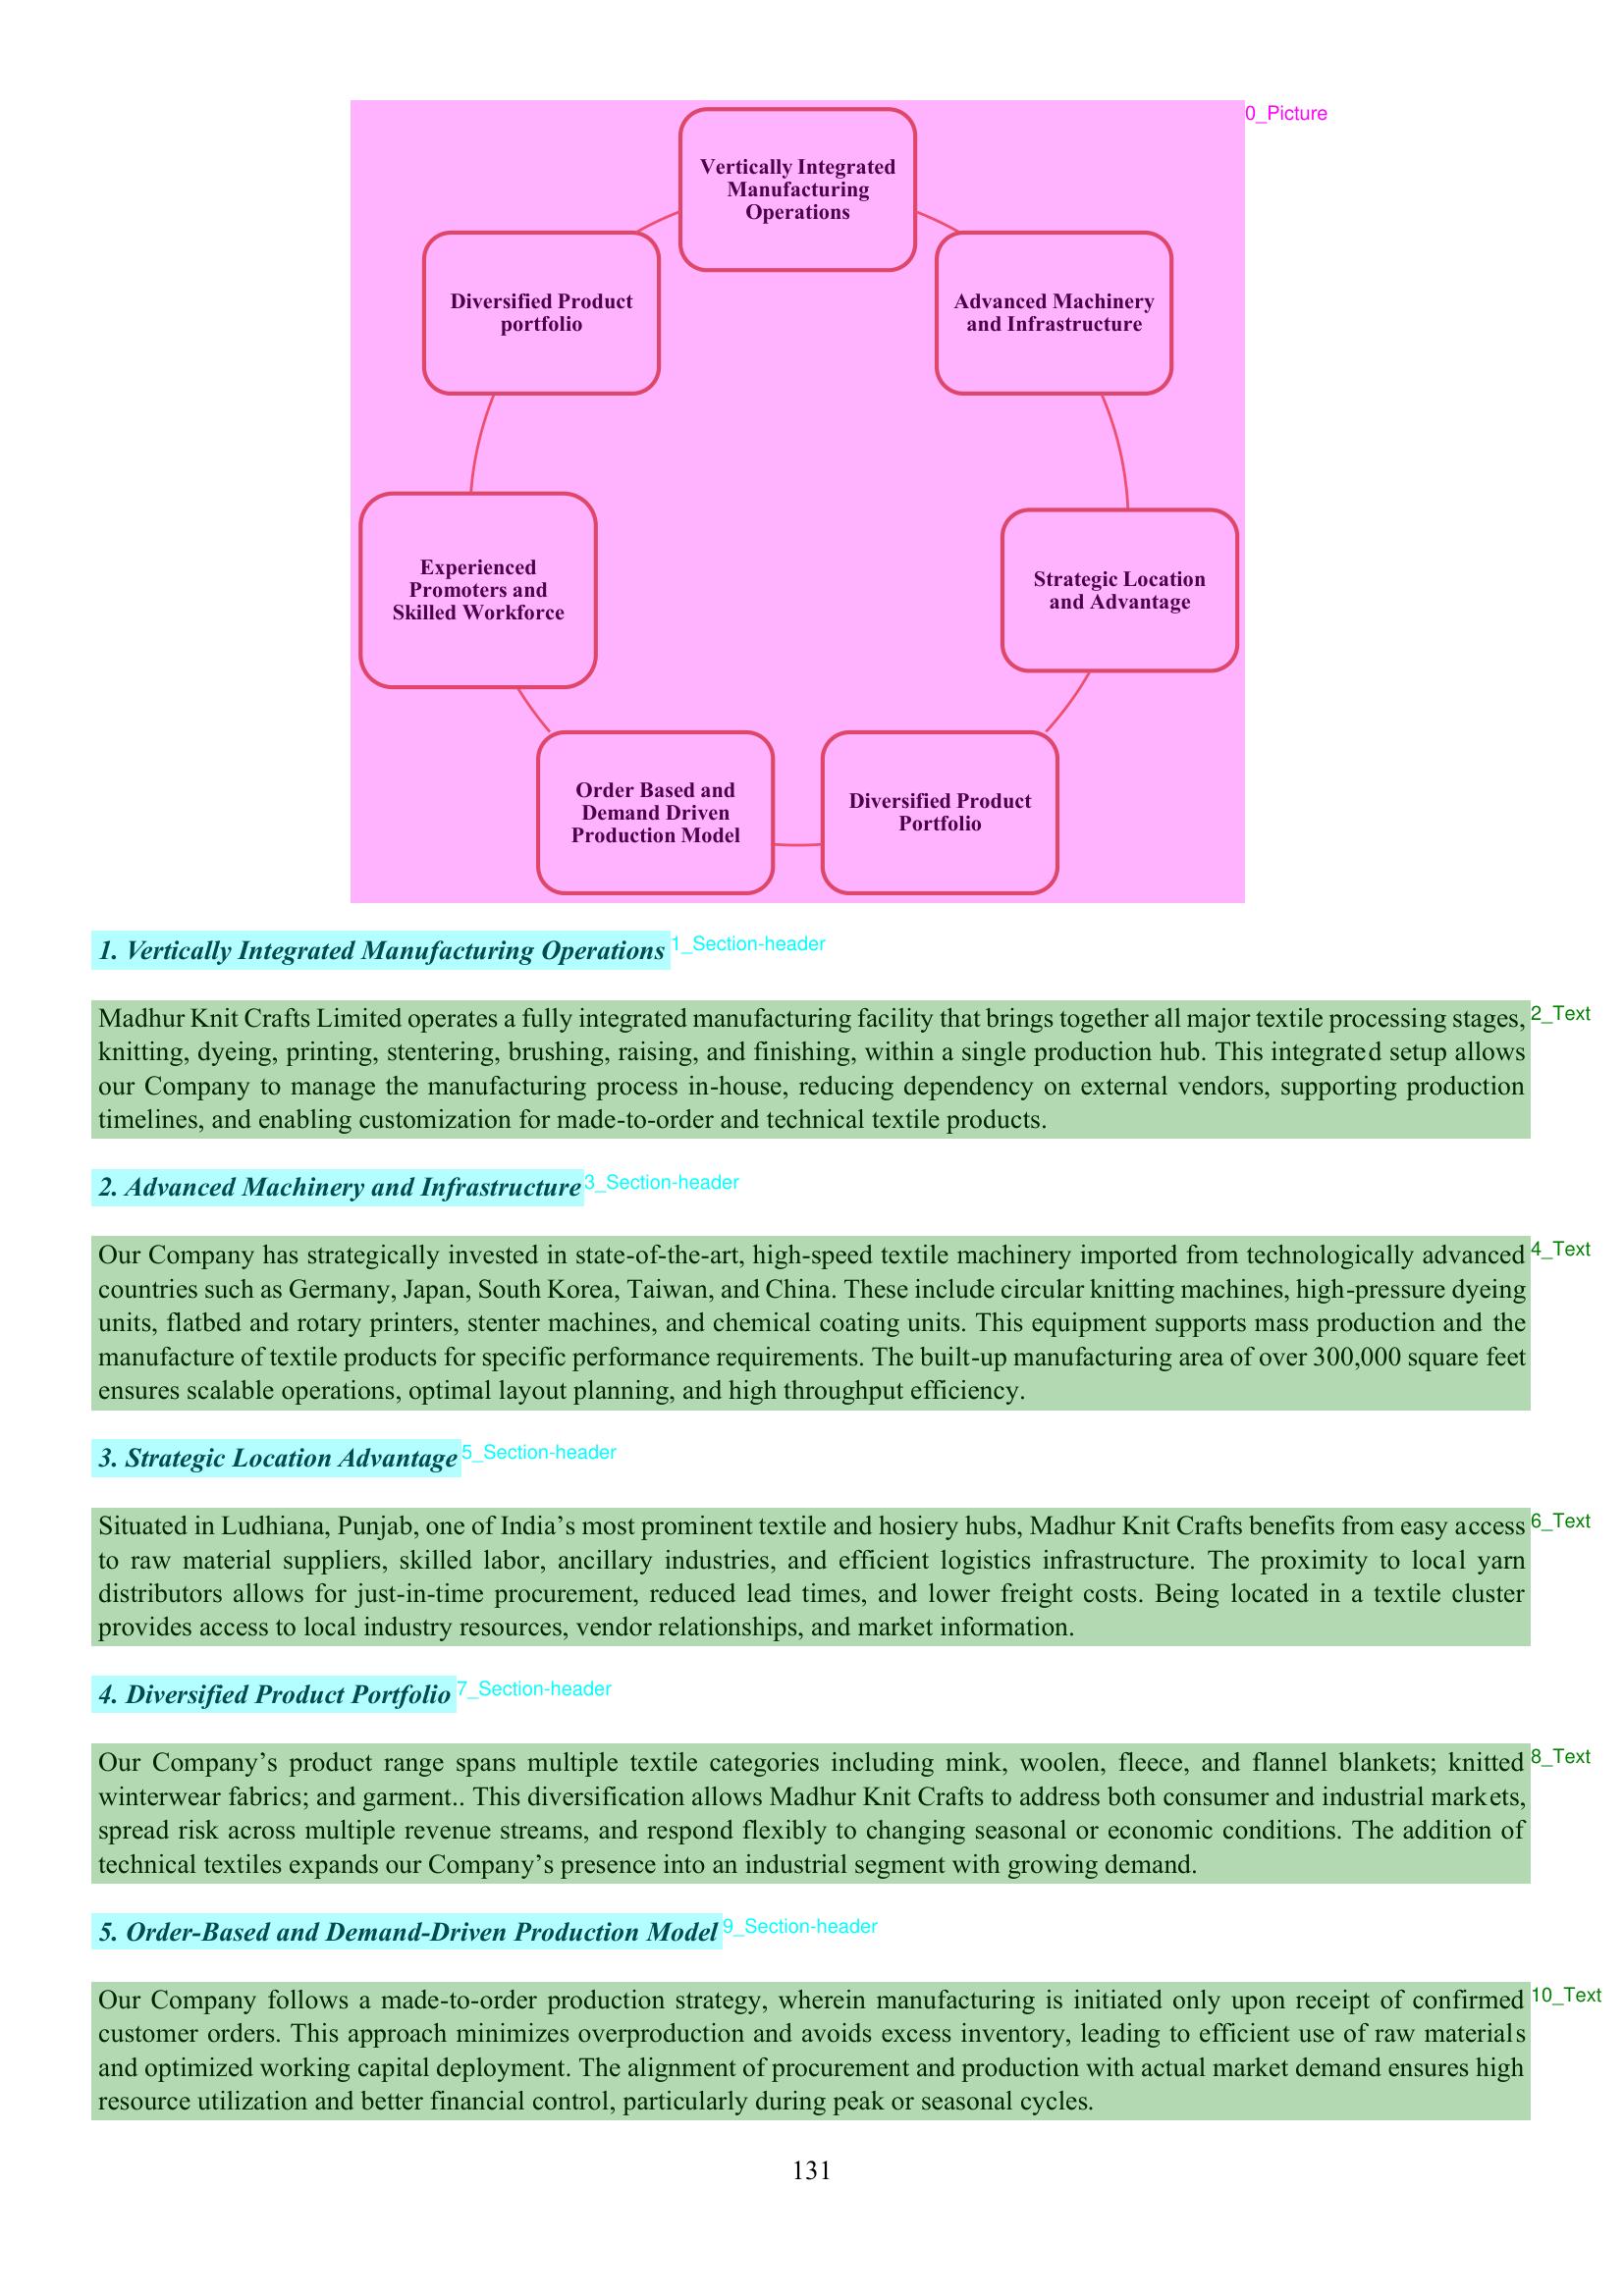 0_Picture
Vertically Integrated
Manufacturing
Operations
Diversified Product
portfolio
Advanced Machinery
and Infrastructure
Experienced
Promoters and
Skilled Workforce
Strategic Location
and Advantage
Order Based and
Demand Driven
Production Model
Diversified Product
Portfolio
1. Vertically Integrated Manufacturing Operations 1_Section-header
Madhur Knit Crafts Limited operates a fully integrated manufacturing facility that brings together all major textile processing stages, 2_Text
knitting, dyeing, printing, stentering, brushing, raising, and finishing, within a single production hub. This integrated setup allows
our Company to manage the manufacturing process in-house, reducing dependency on external vendors, supporting production
timelines, and enabling customization for made-to-order and technical textile products.
2. Advanced Machinery and Infrastructure 3_Section-header
Our Company has strategically invested in state-of-the-art, high-speed textile machinery imported from technologically advanced 4_Text
countries such as Germany, Japan, South Korea, Taiwan, and China. These include circular knitting machines, high-pressure dyeing
units, flatbed and rotary printers, stenter machines, and chemical coating units. This equipment supports mass production and the
manufacture of textile products for specific performance requirements. The built-up manufacturing area of over 300,000 square feet
ensures scalable operations, optimal layout planning, and high throughput efficiency.
3. Strategic Location Advantage 5_Section-header
Situated in Ludhiana, Punjab, one of India’s most prominent textile and hosiery hubs, Madhur Knit Crafts benefits from easy access 6_Text
to raw material suppliers, skilled labor, ancillary industries, and efficient logistics infrastructure. The proximity to local yarn
distributors allows for just-in-time procurement, reduced lead times, and lower freight costs. Being located in a textile cluster
provides access to local industry resources, vendor relationships, and market information.
4. Diversified Product Portfolio 7_Section-header
Our Company’s product range spans multiple textile categories including mink, woolen, fleece, and flannel blankets; knitted 8_Text
winterwear fabrics; and garment.. This diversification allows Madhur Knit Crafts to address both consumer and industrial markets,
spread risk across multiple revenue streams, and respond flexibly to changing seasonal or economic conditions. The addition of
technical textiles expands our Company’s presence into an industrial segment with growing demand.
5. Order-Based and Demand-Driven Production Model 9_Section-header
Our Company follows a made-to-order production strategy, wherein manufacturing is initiated only upon receipt of confirmed 10_Text
customer orders. This approach minimizes overproduction and avoids excess inventory, leading to efficient use of raw materials
and optimized working capital deployment. The alignment of procurement and production with actual market demand ensures high
resource utilization and better financial control, particularly during peak or seasonal cycles.
131